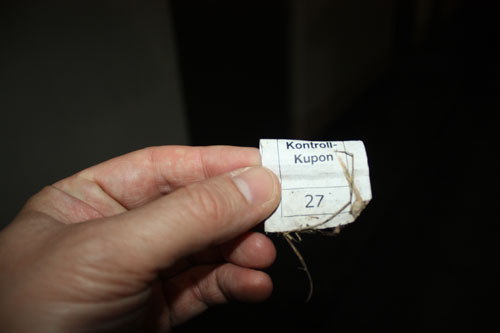 Kontroll-
Kupon
27